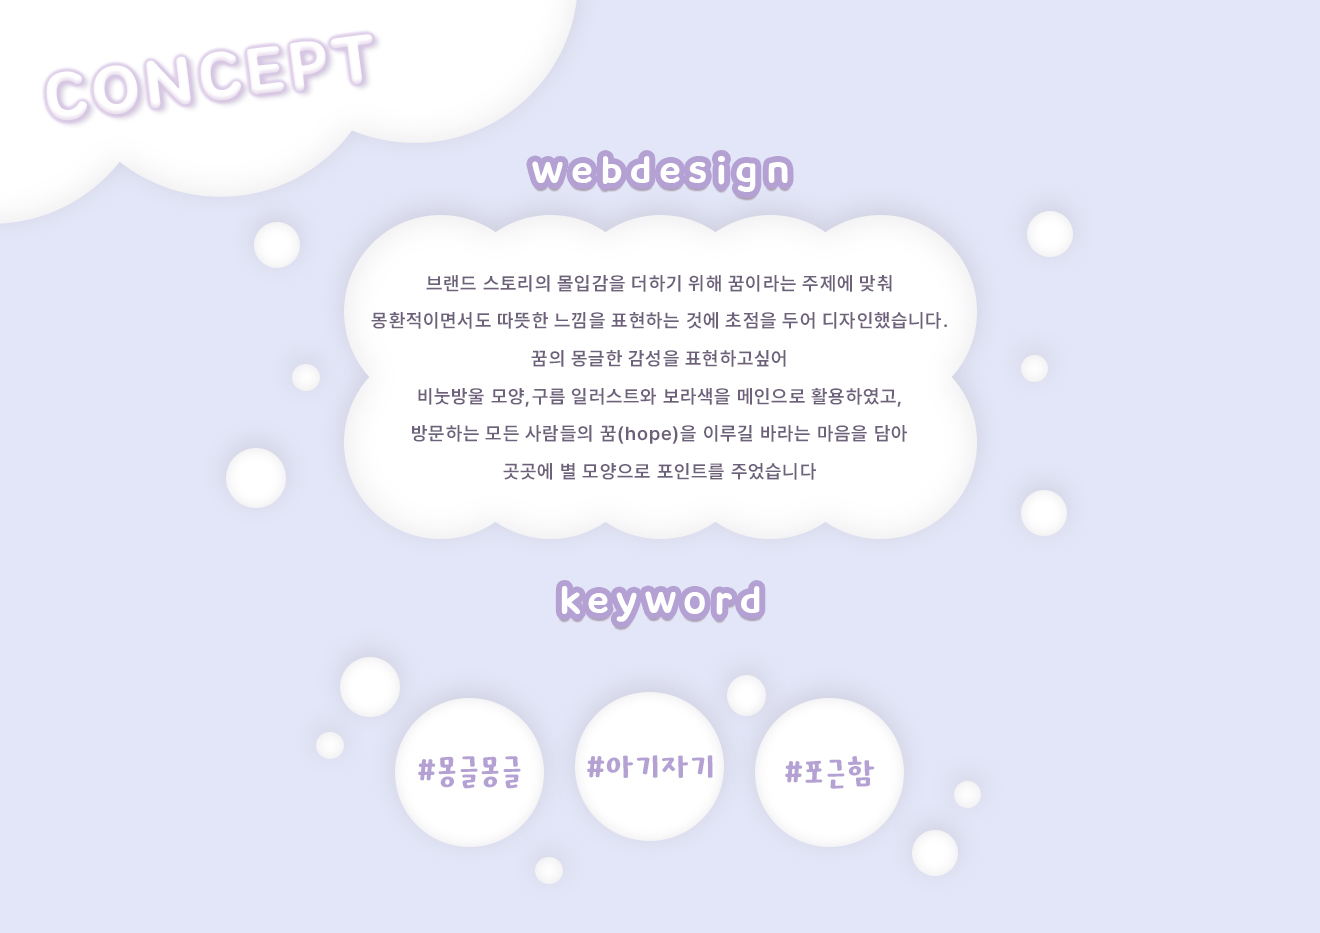 CONCEPT
webdesign
브랜드 스토리의 몰입감을 더하기 위해 꿈이라는 주제에 맞춰
몽환적이면서도 따뜻한 느낌을 표현하는 것에 초점을 두어 디자인했습니다.
꿈의 몽글한 감성을 표현하고싶어
비눗방울 모양,구름 일러스트와 보라색을 메인으로 활용하였고,
방문하는 모든 사람들의 꿈(hope)을 이루길 바라는 마음을 담아
곳곳에 별 모양으로 포인트를 주었습니다
keyword
#몽글몽글
#아기자기
#포근함